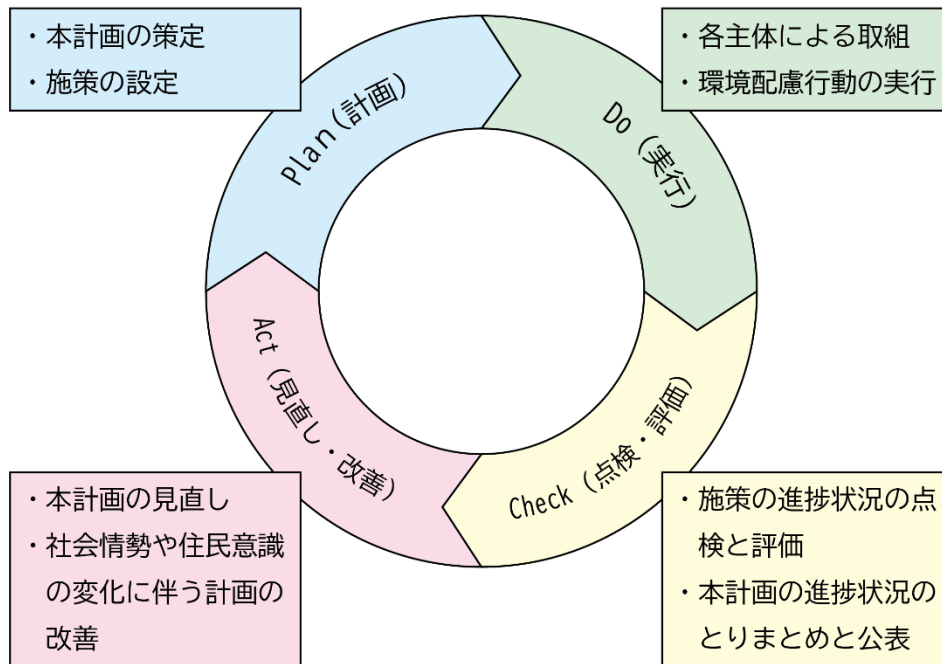 ・本計画の策定
・施策の設定
Plan(計画)
・各主体による取組
・環境配慮行動の実行
Do (実行)
Act (見直し・改善)
Check (点検・評価)
・本計画の見直し
・社会情勢や住民意識
の変化に伴う計画の
改善
・施策の進捗状況の点
検と評価
・本計画の進捗状況の
とりまとめと公表